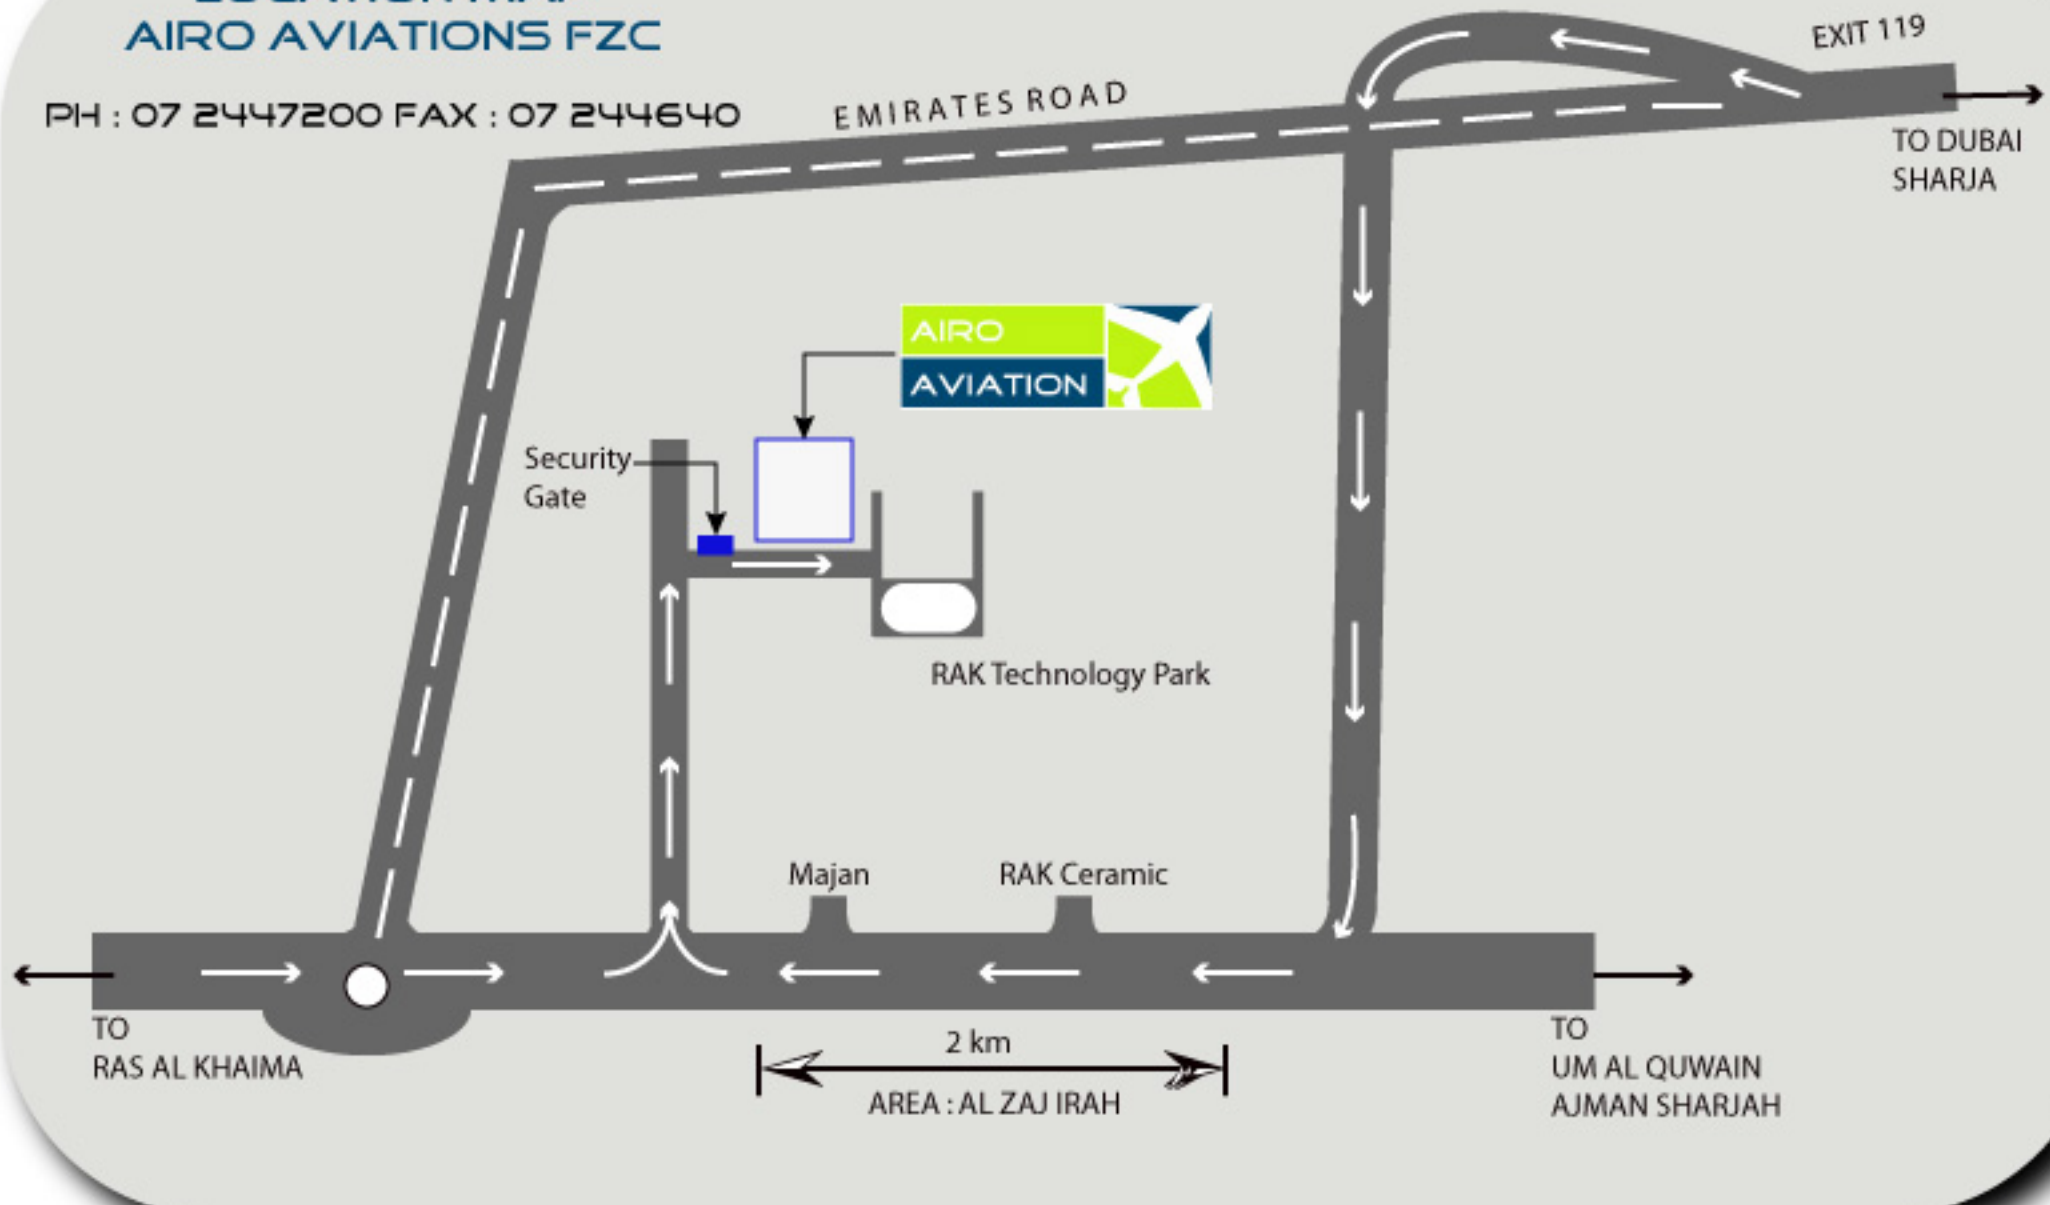 LOCATION MAP
AIRO AVIATIONS FZC
PH : 07 2447200 FAX : 07 244640
EMIRATES ROAD
EXIT 119
TO DUBAI
SHARJA
AIRO
AVIATION
Security
Gate
RAK Technology Park
Majan
RAK Ceramic
TO
RAS AL KHAIMA
2 km
AREA : AL ZAJ IRAH
TO
UM AL QUWAIN
AJMAN SHARJAH